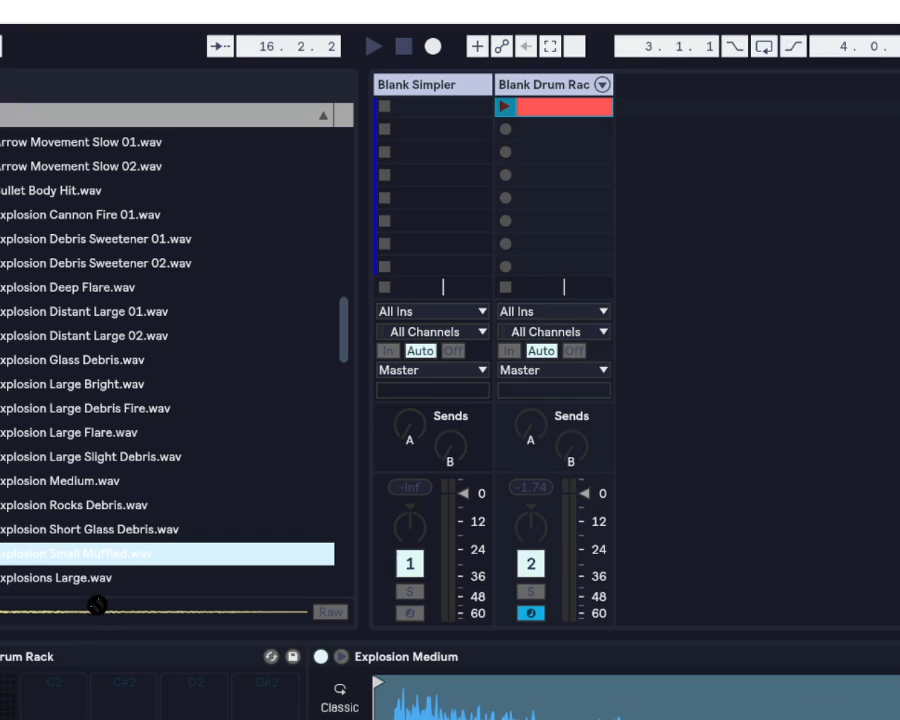 16. 2. 2
3. 1. 1
4. 0.
Blank Simpler
Blank Drum Rac
rrow Movement Slow 01.wav
rrow Movement Slow 02.wav
ullet Body Hit.wav
xplosion Cannon Fire 01.wav
xplosion Debris Sweetener 01.wav
xplosion Debris Sweetener 02.wav
xplosion Deep Flare.wav
xplosion Distant Large 01.wav
xplosion Distant Large 02.wav
xplosion Glass Debris.wav
xplosion Large Bright.wav
xplosion Large Debris Fire.wav
xplosion Large Flare.wav
xplosion Large Slight Debris.wav
xplosion Medium.wav
xplosion Rocks Debris.wav
xplosion Short Glass Debris.wav
xplosion Small Muffled.wav
xplosions Large.wav
Raw
All Ins
All Channels
In Auto Off
Master
Sends
A
B
-Inf
0
12
24
1
36
S
48
60
All Ins
All Channels
In Auto Off
Master
Sends
A
B
-1.74
0
12
24
2
36
S
48
60
rum Rack
C2 C#2 D2 D#2
Explosion Medium
Classic